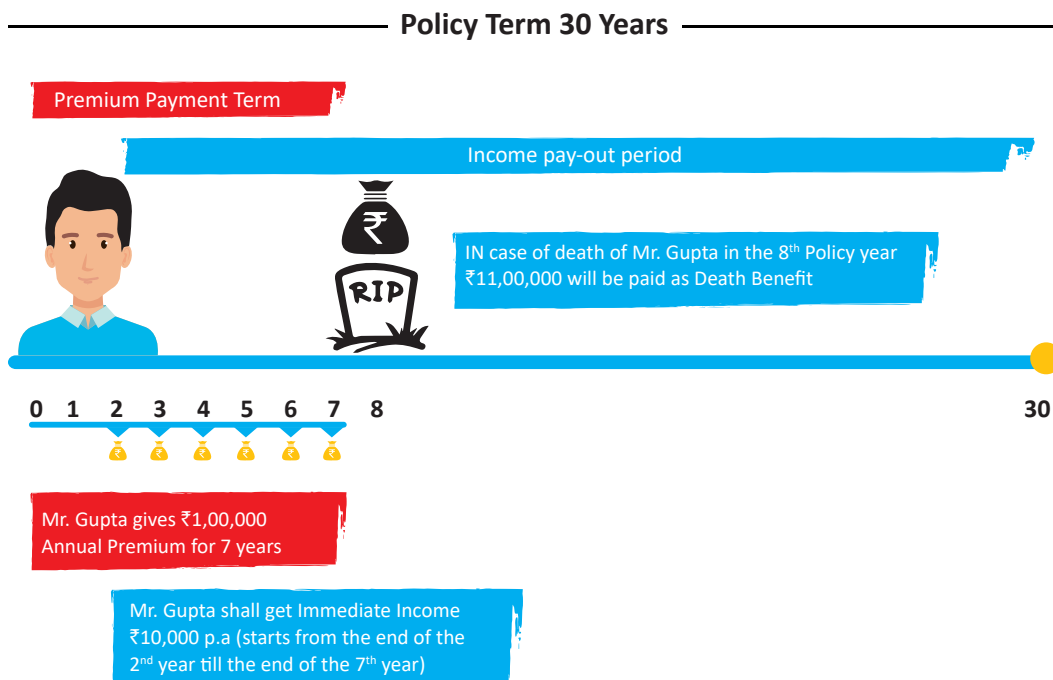 Policy Term 30 Years
Premium Payment Term
Income pay-out period
₹
IN case of death of Mr. Gupta in the 8th Policy year
₹11,00,000 will be paid as Death Benefit
RIP
0 1 2 3 4 5 6 7 8 30
₹ ₹ ₹ ₹ ₹ ₹
Mr. Gupta gives ₹1,00,000
Annual Premium for 7 years
Mr. Gupta shall get Immediate Income
₹10,000 p.a (starts from the end of the
2nd year till the end of the 7th year)